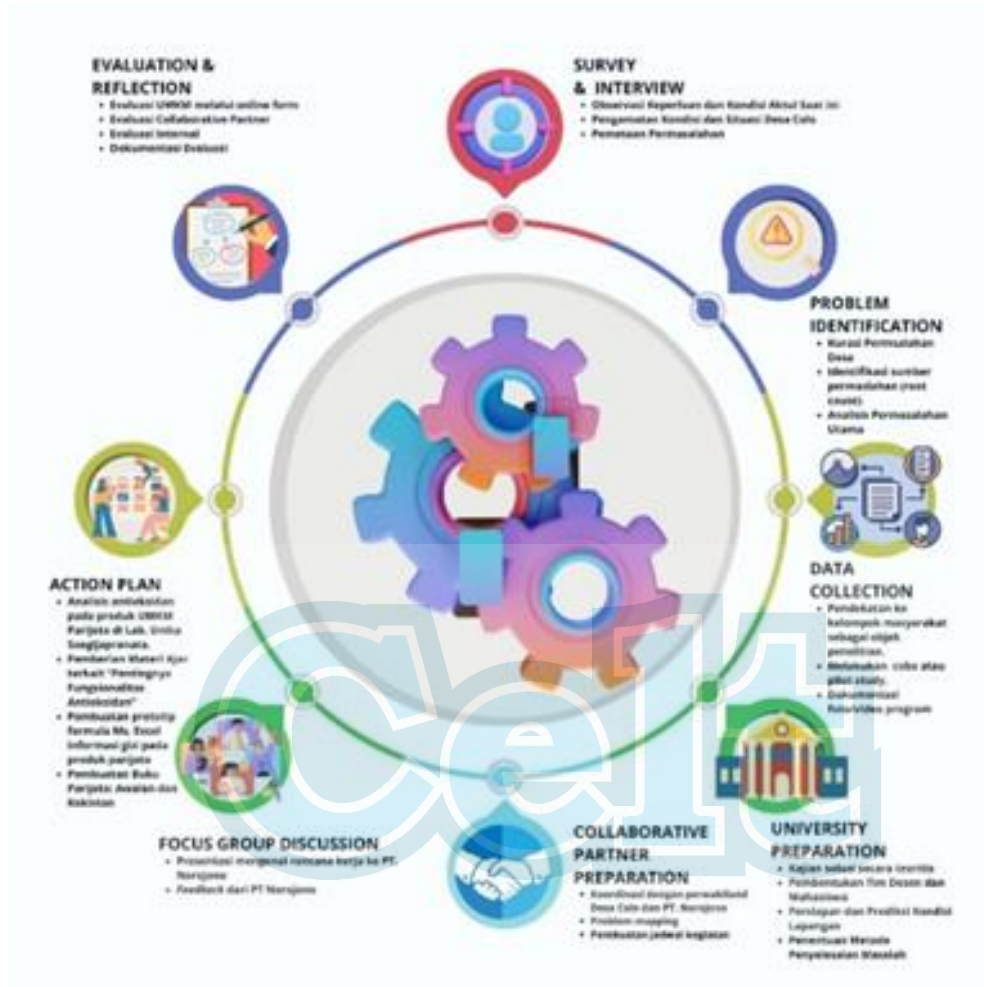 EVALUATION &
REFLECTION
• Evaluasi UMKM melalui online form
• Evaluasi Collaborative Partner
• Evaluasi Internal
• Dokumentasi Evaluasi
SURVEY
& INTERVIEW
• Observasi Keperluan dan Kondisi Aktul Saat ini
• Pengamatan Kondisi dan Situasi Desa Colo
• Pemetaan Permasalahan
PROBLEM
IDENTIFICATION
• Kurasi Permasalahan
Desa
• Identifikasi sumber
permasalahan (root
• Analisis Permasalahan
Utama
DATA
COLLECTION
• Pendekatan ke
kelompok masyarakat
sebagai objek
penelitian.
• Melakukan coba atau
pilot study.
• Dokumentasi
foto/video program
UNIVERSITY
PREPARATION
• Kajian solusi secara teoritis
• Pembentukan Tim Dosen dan
Mahasiswa
• Persiapan dan Prediksi Kondisi
Lapangan
• Penentuan Metode
Penyelesaian Masalah
COLLABORATIVE
PARTNER
PREPARATION
• Koordinasi dengan perwakilan
Desa Colo dan PT. Norojono
• Problem mapping
• Pembuatan jadwal kegiatan
FOCUS GROUP DISCUSSION
• Presentasi mengenai rencana kerja ke PT.
Norojono
• Feedback dari PT Norojono
ACTION PLAN
• Analisis antioksidan
pada produk UMKM
Parijoto di Lab. Unika
Soegijapranata.
• Pemberian Materi Ajar
terkait "Pentingnya
Fungsionalitas
Antioksidan"
• Pembuatan prototip
formula Ms. Excel
informasi gizi pada
produk parijoto
• Pembuatan Buku
Parijoto: Awalan dan
Celt